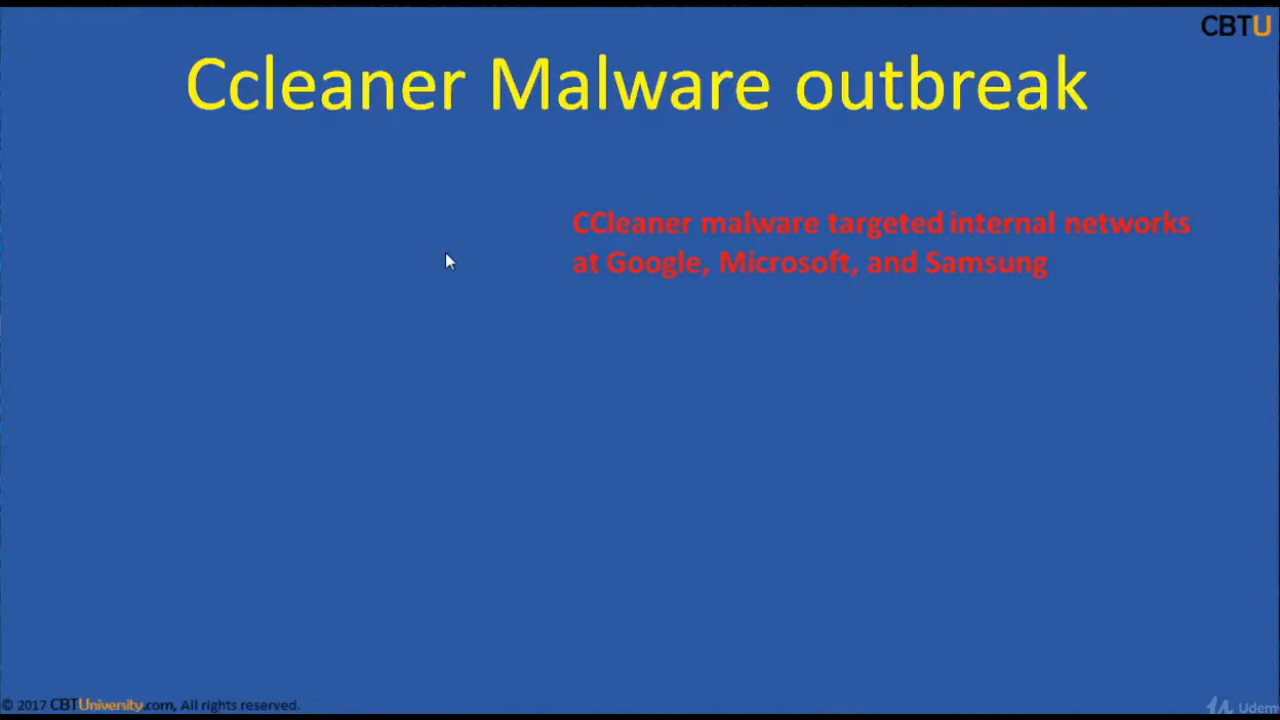 CBTU
Ccleaner Malware outbreak
CCleaner malware targeted internal networks
at Google, Microsoft, and Samsung
© 2017 CBTUniversity.com, All rights reserved.
Udem